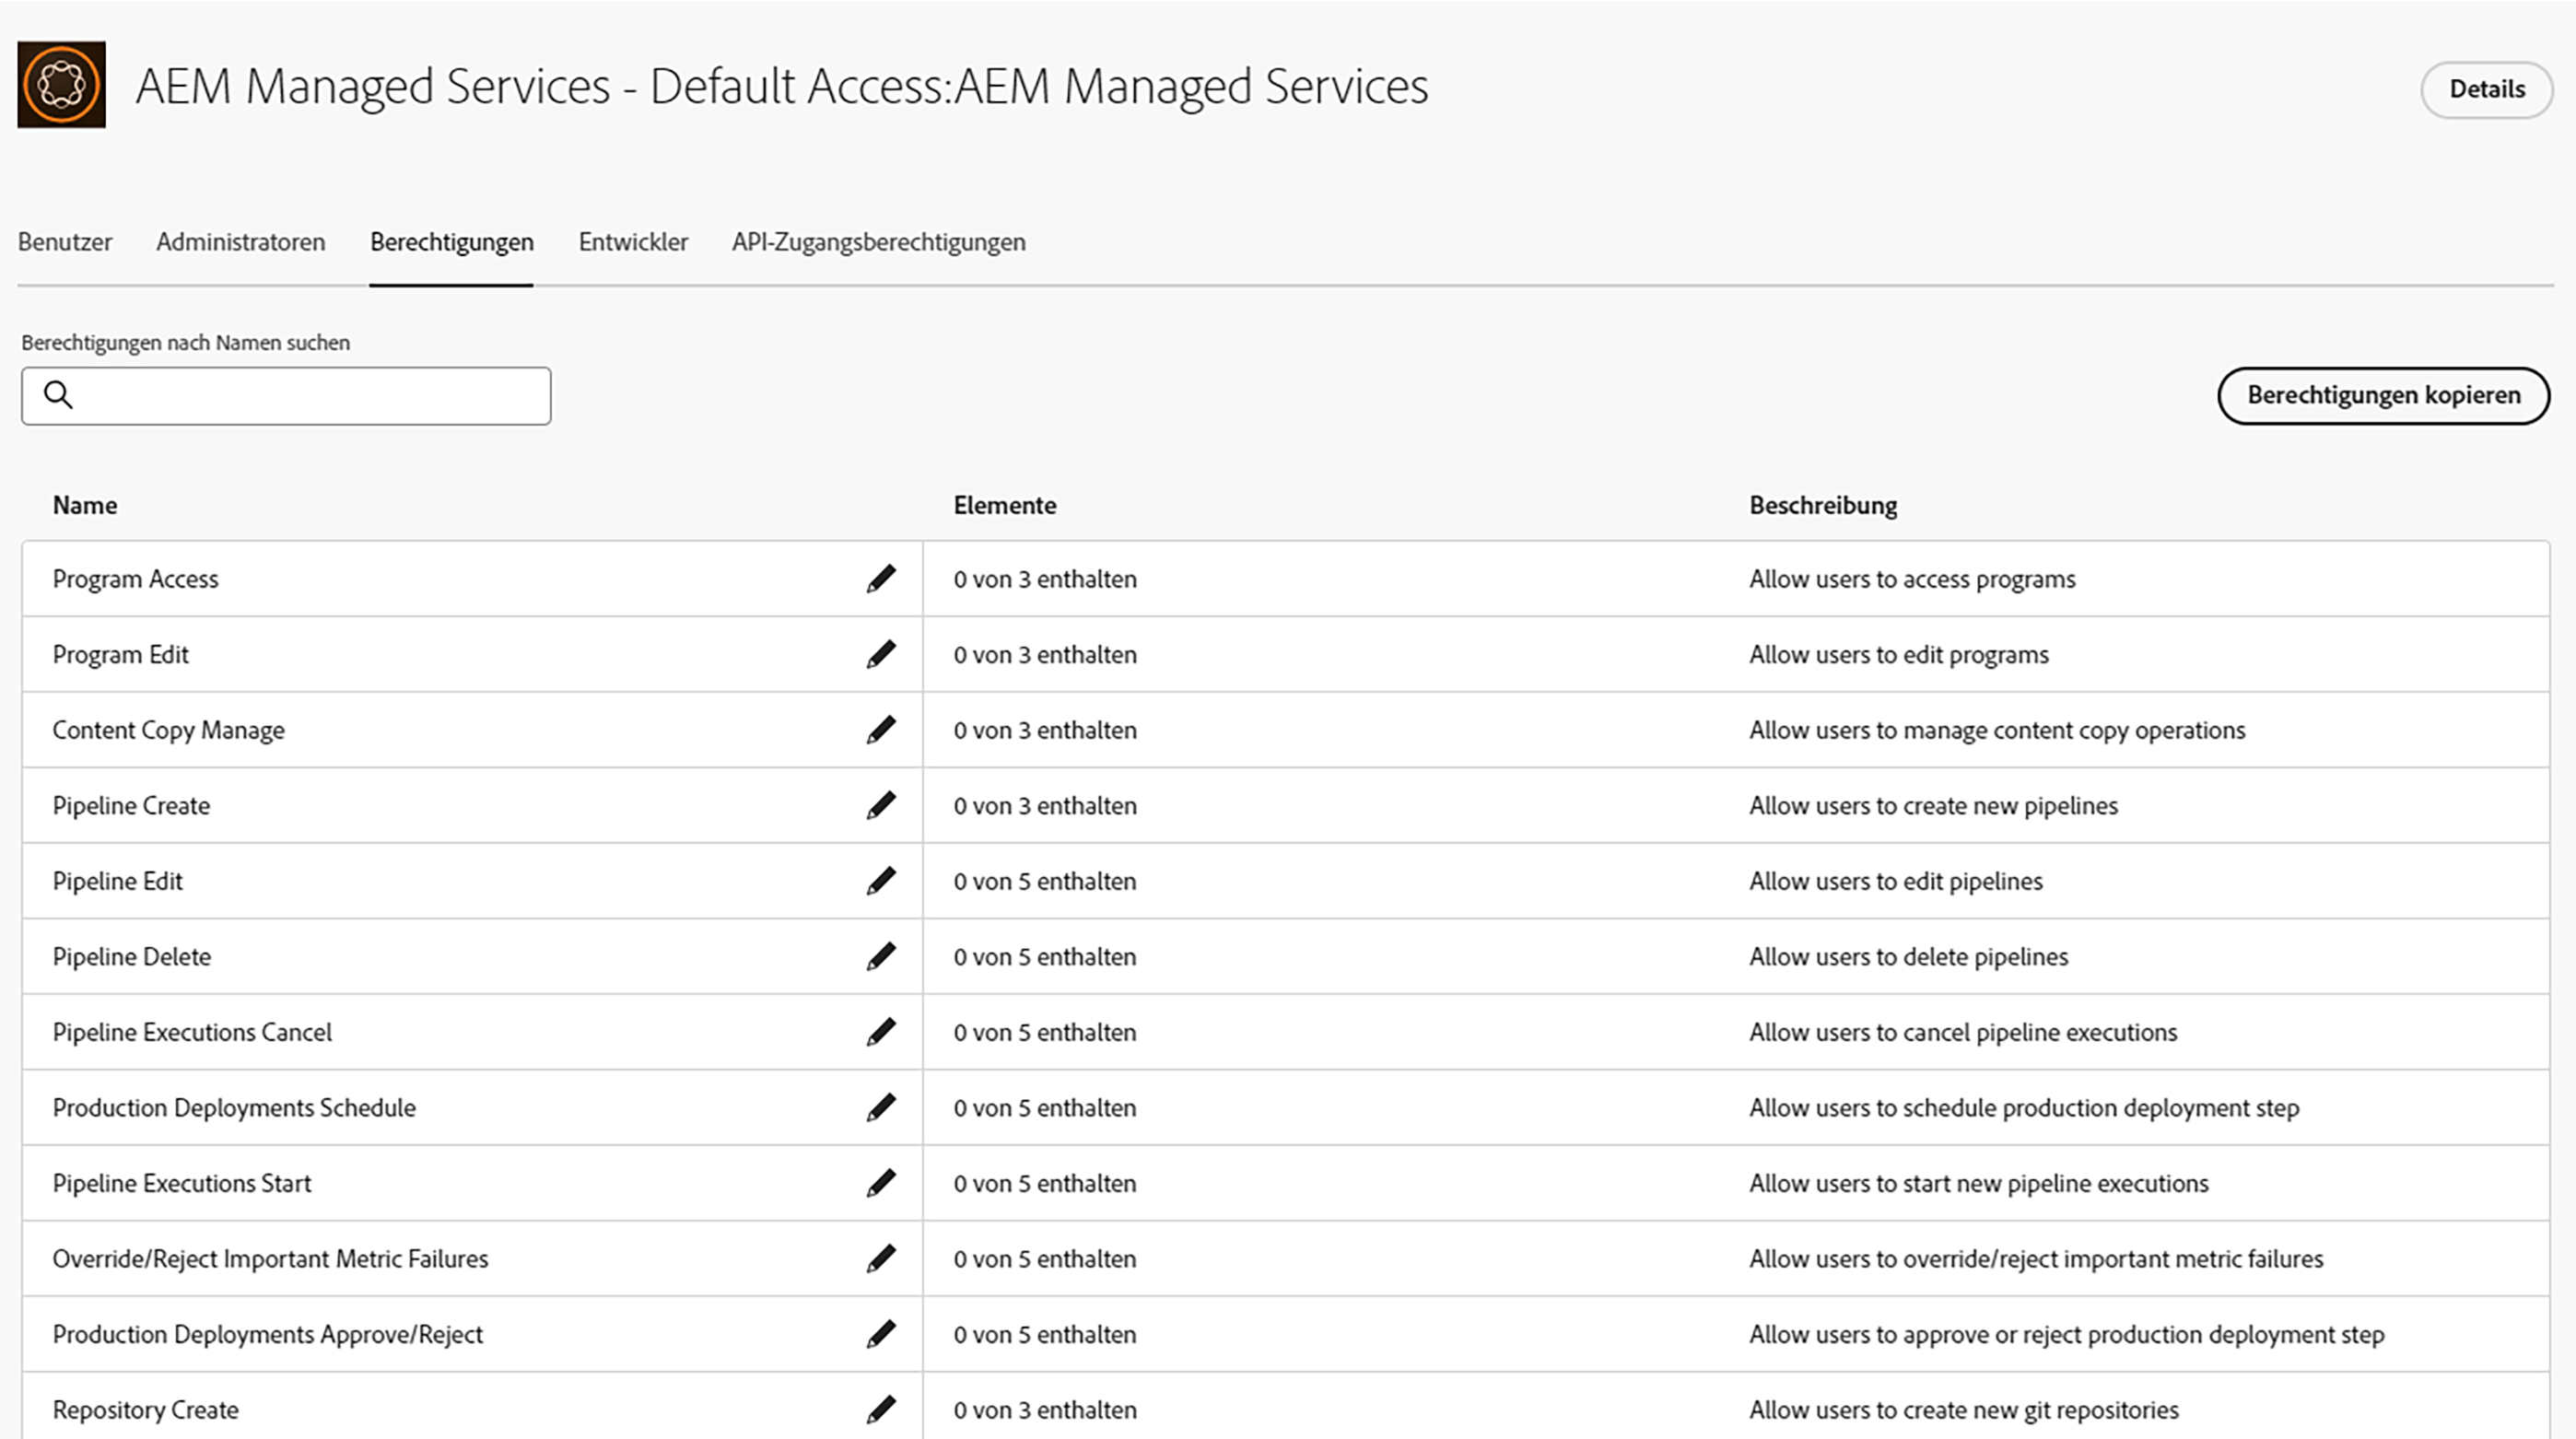 AEM Managed Services - Default Access:AEM Managed Services
Details
Benutzer Administratoren Berechtigungen Entwickler API-Zugangsberechtigungen
Berechtigungen nach Namen suchen
Berechtigungen kopieren
Name Elemente Beschreibung
Program Access 0 von 3 enthalten Allow users to access programs
Program Edit 0 von 3 enthalten Allow users to edit programs
Content Copy Manage 0 von 3 enthalten Allow users to manage content copy operations
Pipeline Create 0 von 3 enthalten Allow users to create new pipelines
Pipeline Edit 0 von 5 enthalten Allow users to edit pipelines
Pipeline Delete 0 von 5 enthalten Allow users to delete pipelines
Pipeline Executions Cancel 0 von 5 enthalten Allow users to cancel pipeline executions
Production Deployments Schedule 0 von 5 enthalten Allow users to schedule production deployment step
Pipeline Executions Start 0 von 5 enthalten Allow users to start new pipeline executions
Override/Reject Important Metric Failures 0 von 5 enthalten Allow users to override/reject important metric failures
Production Deployments Approve/Reject 0 von 5 enthalten Allow users to approve or reject production deployment step
Repository Create 0 von 3 enthalten Allow users to create new git repositories